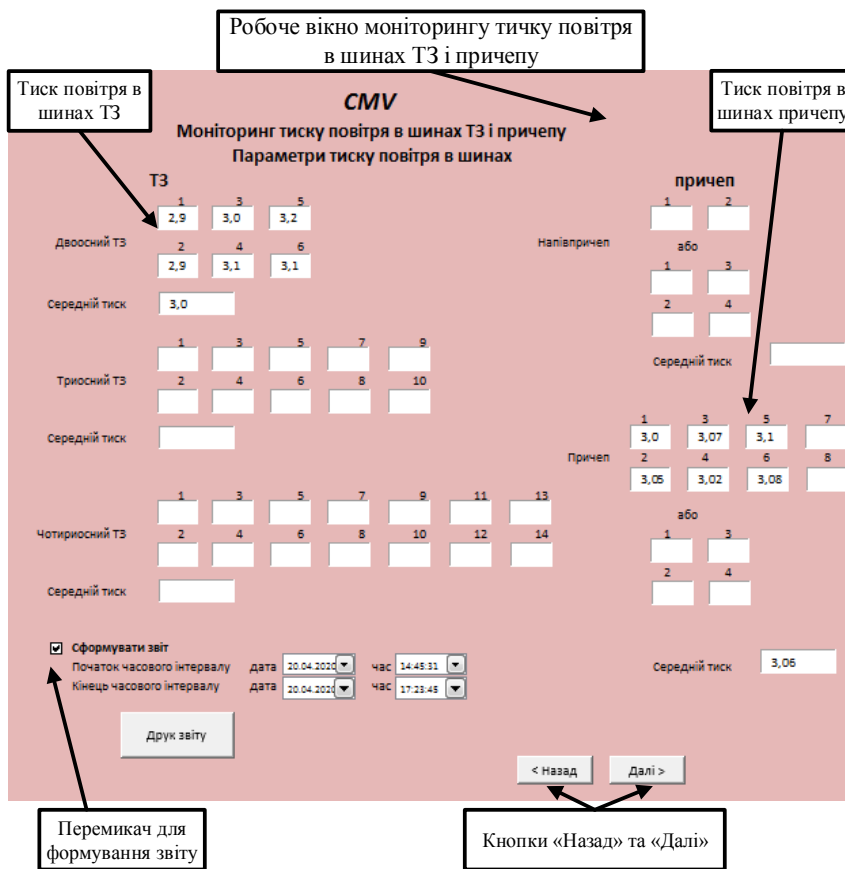 Робоче вікно моніторингу тичку повітря
в шинах ТЗ і причепу
Тиск повітря в
шинах ТЗ
Тиск повітря в
шинах причепу
CMV
Моніторинг тиску повітря в шинах ТЗ і причепу
Параметри тиску повітря в шинах
ТЗ
причеп
1 3 5
2,9 3,0 3,2
Двоосний ТЗ
2 4 6
2,9 3,1 3,1
Середній тиск 3,0
1 2
Напівпричеп
або
1 3
2 4
Середній тиск
1 3 5 7 9
Триосний ТЗ 2 4 6 8 10
Середній тиск
1 3 5 7
3,0 3,07 3,1
Причеп 2 4 6 8
3,05 3,02 3,08
або
1 3
2 4
Середній тиск 3,06
1 3 5 7 9 11 13
Чотириосний ТЗ 2 4 6 8 10 12 14
Середній тиск
Сформувати звіт
Початок часового інтервалу дата 20.04.2020 час 14:45:31
Кінець часового інтервалу дата 20.04.2020 час 17:23:45
Друк звіту
< Назад Далі >
Перемикач для
формування звіту
Кнопки «Назад» та «Далі»